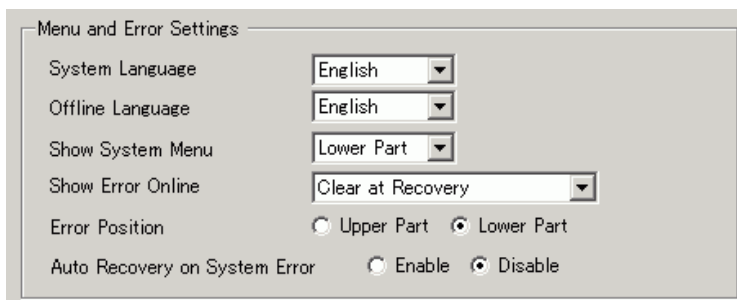 Menu and Error Settings
System Language English
Offline Language English
Show System Menu Lower Part
Show Error Online Clear at Recovery
Error Position Upper Part Lower Part
Auto Recovery on System Error Enable Disable